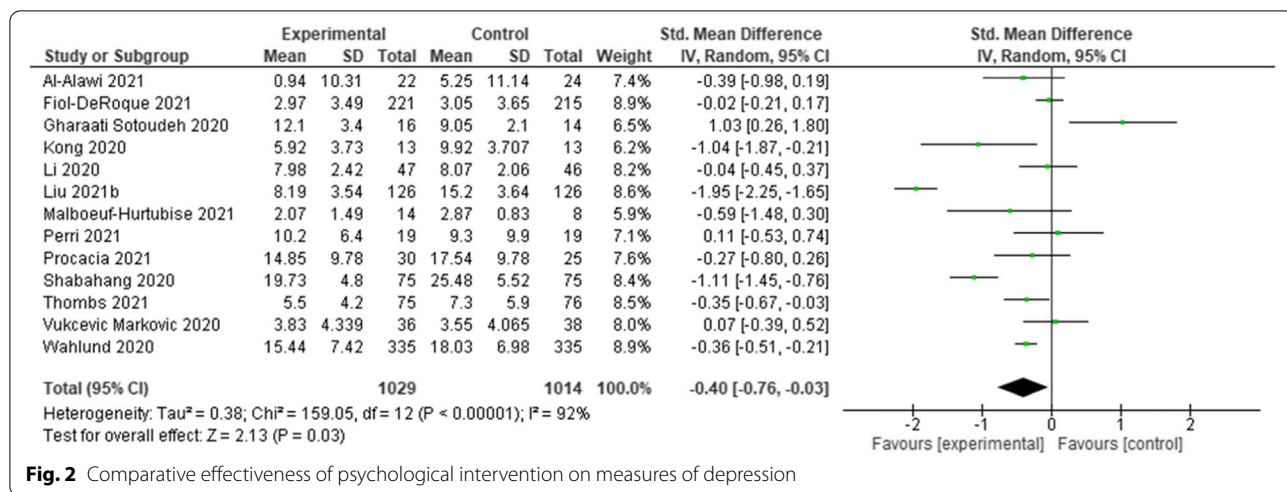 Experimental Control Std. Mean Difference Std. Mean Difference
Study or Subgroup Mean SD Total Mean SD Total Weight IV, Random, 95% CI IV, Random, 95% CI
Al-Alawi 2021 0.94 10.31 22 5.25 11.14 24 7.4% -0.39 [-0.98, 0.19]
Fiol-DeRoque 2021 2.97 3.49 221 3.05 3.65 215 8.9% -0.02 [-0.21, 0.17]
Gharaati Sotoudeh 2020 12.1 3.4 16 9.05 2.1 14 6.5% 1.03 [0.26, 1.80]
Kong 2020 5.92 3.73 13 9.92 3.707 13 6.2% -1.04 [-1.87, -0.21]
Li 2020 7.98 2.42 47 8.07 2.06 46 8.2% -0.04 [-0.45, 0.37]
Liu 2021b 8.19 3.54 126 15.2 3.64 126 8.6% -1.95 [-2.25, -1.65]
Malboeuf-Hurtubise 2021 2.07 1.49 14 2.87 0.83 8 5.9% -0.59 [-1.48, 0.30]
Perri 2021 10.2 6.4 19 9.3 9.9 19 7.1% 0.11 [-0.53, 0.74]
Procacia 2021 14.85 9.78 30 17.54 9.78 25 7.6% -0.27 [-0.80, 0.26]
Shabahang 2020 19.73 4.8 75 25.48 5.52 75 8.4% -1.11 [-1.45, -0.76]
Thombs 2021 5.5 4.2 75 7.3 5.9 76 8.5% -0.35 [-0.67, -0.03]
Vukcevic Markovic 2020 3.83 4.339 36 3.55 4.065 38 8.0% 0.07 [-0.39, 0.52]
Wahlund 2020 15.44 7.42 335 18.03 6.98 335 8.9% -0.36 [-0.51, -0.21]
Total (95% CI) 1029 1014 100.0% -0.40 [-0.76, -0.03]
Heterogeneity: Tau² = 0.38; Chi² = 159.05, df = 12 (P < 0.00001); I² = 92%
Test for overall effect: Z = 2.13 (P = 0.03)
-2 -1 0 1 2
Favours [experimental] Favours [control]
Fig. 2 Comparative effectiveness of psychological intervention on measures of depression